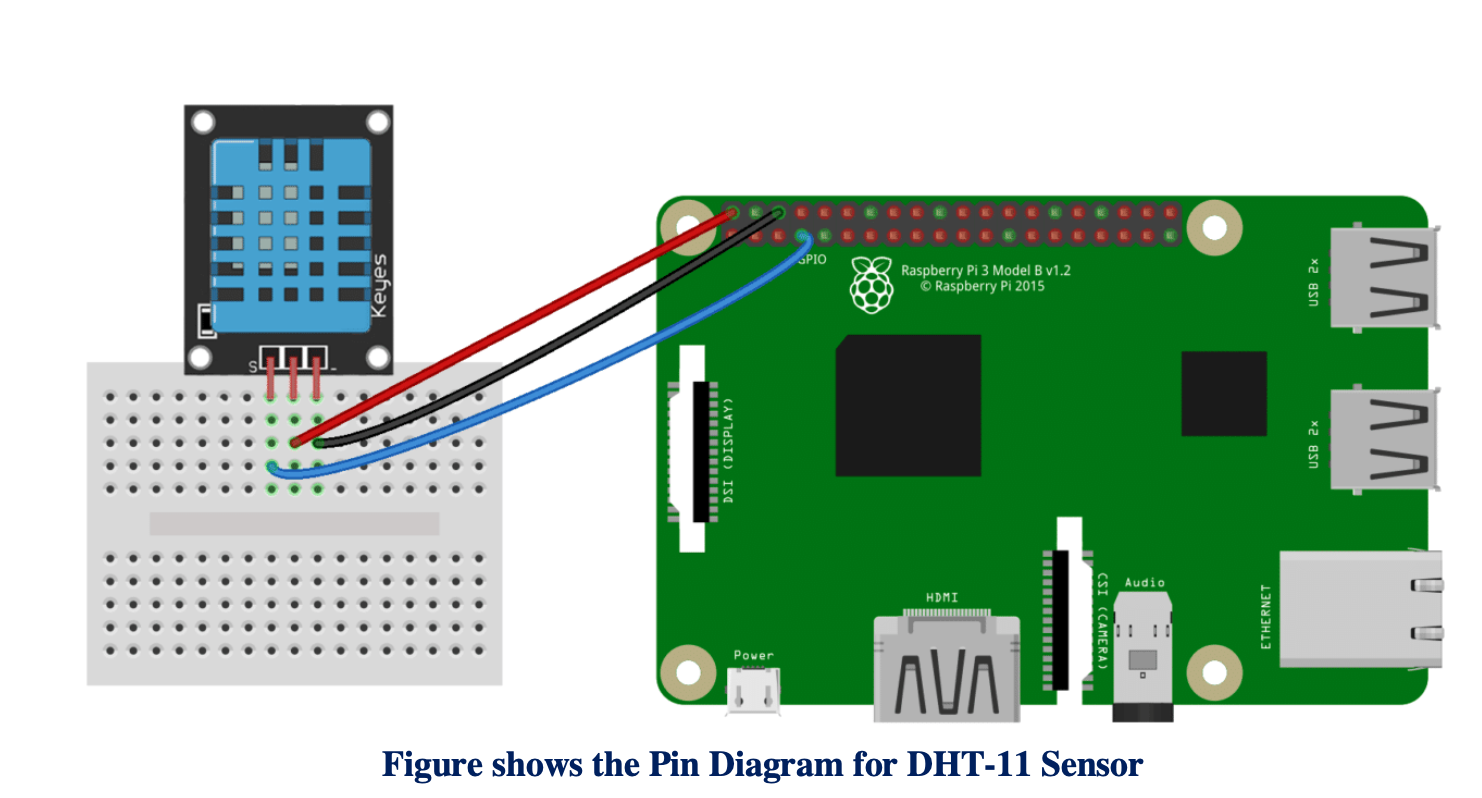 Keyes
S
-
GPIO
Raspberry Pi 3 Model B v1.2
© Raspberry Pi 2015
USB 2x
DSI (DISPLAY)
USB 2x
HDMI
CSI (CAMERA)
Audio
ETHERNET
Power
Figure shows the Pin Diagram for DHT-11 Sensor